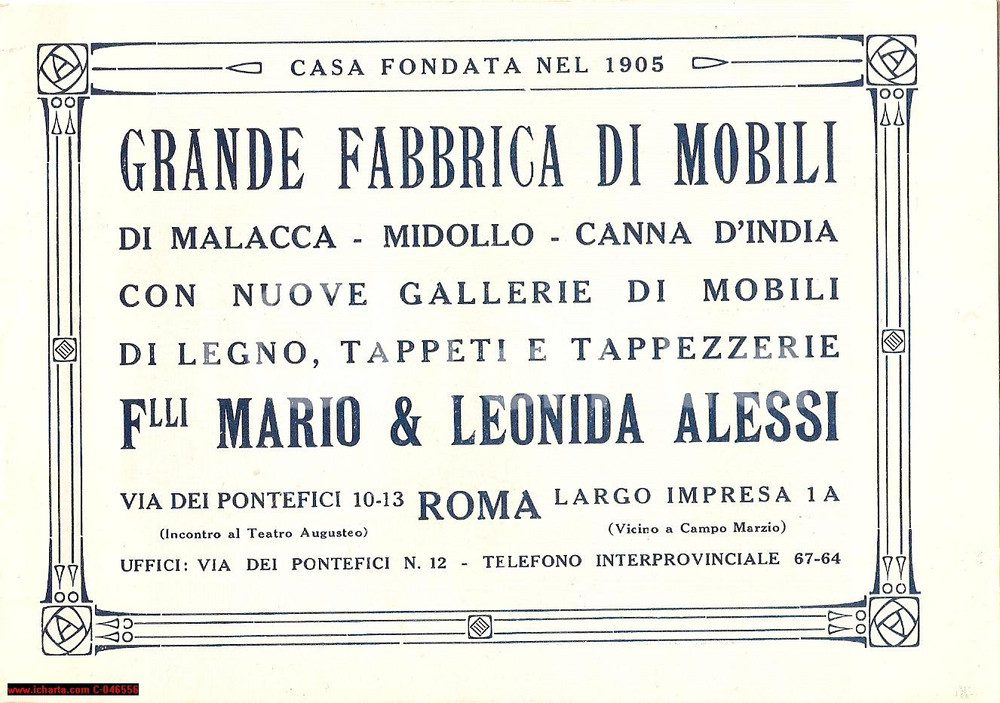 CASA FONDATA NEL 1905
GRANDE FABBRICA DI MOBILI
DI MALACCA - MIDOLLO - CANNA D'INDIA
CON NUOVE GALLERIE DI MOBILI
DI LEGNO, TAPPETI E TAPPEZZERIE
FLLI MARIO & LEONIDA ALESSI
VIA DEI PONTEFICI 10-13 ROMA LARGO IMPRESA 1 A
(Incontro al Teatro Augusteo) (Vicino a Campo Marzio)
UFFICI: VIA DEI PONTEFICI N. 12 - TELEFONO INTERPROVINCIALE 67-64
www.icharta.com C-046556